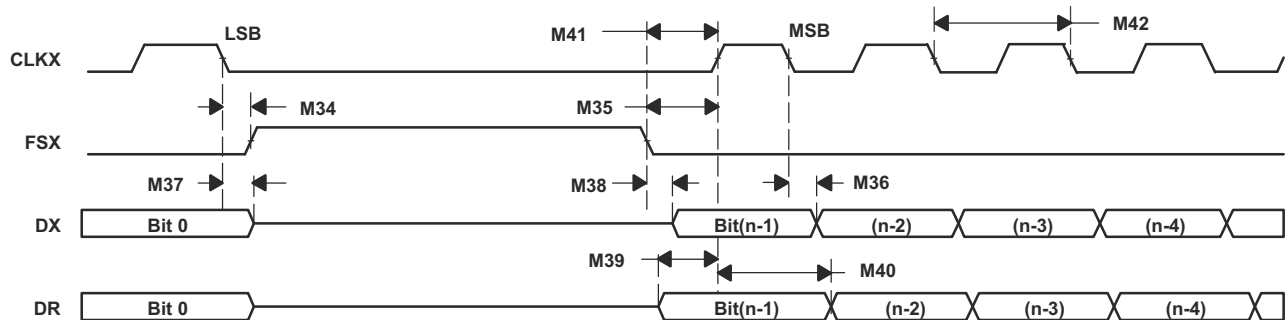 LSB
M41
MSB
M42
CLKX
M34
M35
FSX
M37
M38
M36
DX
Bit 0
Bit(n-1)
(n-2)
(n-3)
(n-4)
M39
M40
DR
Bit 0
Bit(n-1)
(n-2)
(n-3)
(n-4)